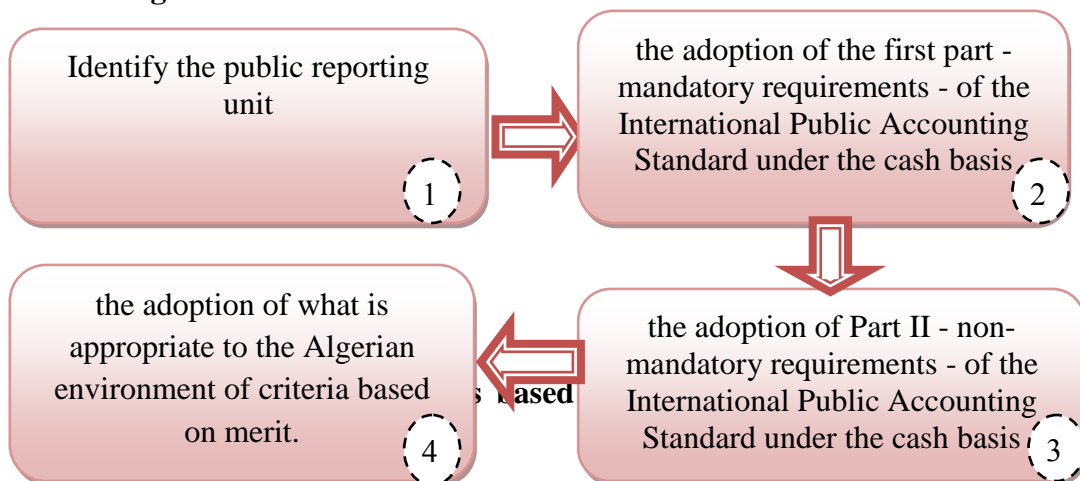 Identify the public reporting
unit
1
the adoption of the first part -
mandatory requirements - of the
International Public Accounting
Standard under the cash basis
2
the adoption of Part II - non-
mandatory requirements - of the
International Public Accounting
Standard under the cash basis
3
the adoption of what is
appropriate to the Algerian
environment of criteria based
on merit.
4
s based